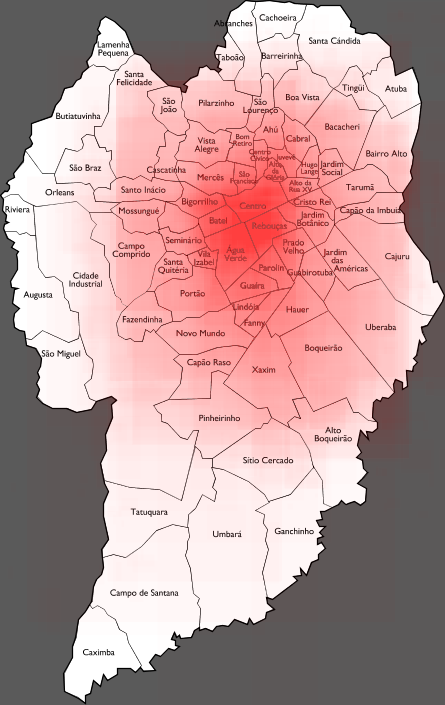 Abranches
Cachoeira
Santa Cândida
Lamenha
Pequena
Taboão
Barreirinha
Santa
Felicidade
Tingüi
Atuba
São
João
Pilarzinho
São
Lourenço
Boa Vista
Butiatuvinha
Bacacheri
Ahú
Vista
Alegre
Bom
Retiro
Cabral
Bairro Alto
Centro
Cívico
Juvevê
São Braz
Cascatinha
Mercês
São
Francisco
Alto
da
Glória
Hugo
Lange
Jardim
Social
Orleans
Santo Inácio
Alto da
Rua XV
Tarumã
Bigorrilho
Centro
Cristo Rei
Riviera
Mossunguê
Capão da Imbuia
Batel
Rebouças
Jardim
Botânico
Campo
Comprido
Seminário
Água
Verde
Prado
Velho
Cajuru
Santa
Quitéria
Vila
Izabel
Jardim
das
Américas
Cidade
Industrial
Parolin
Guabirotuba
Augusta
Portão
Guaíra
Lindóia
Hauer
Fazendinha
Fanny
Uberaba
Novo Mundo
São Miguel
Boqueirão
Capão Raso
Xaxim
Pinheirinho
Alto
Boqueirão
Sítio Cercado
Tatuquara
Umbará
Ganchinho
Campo de Santana
Caximba